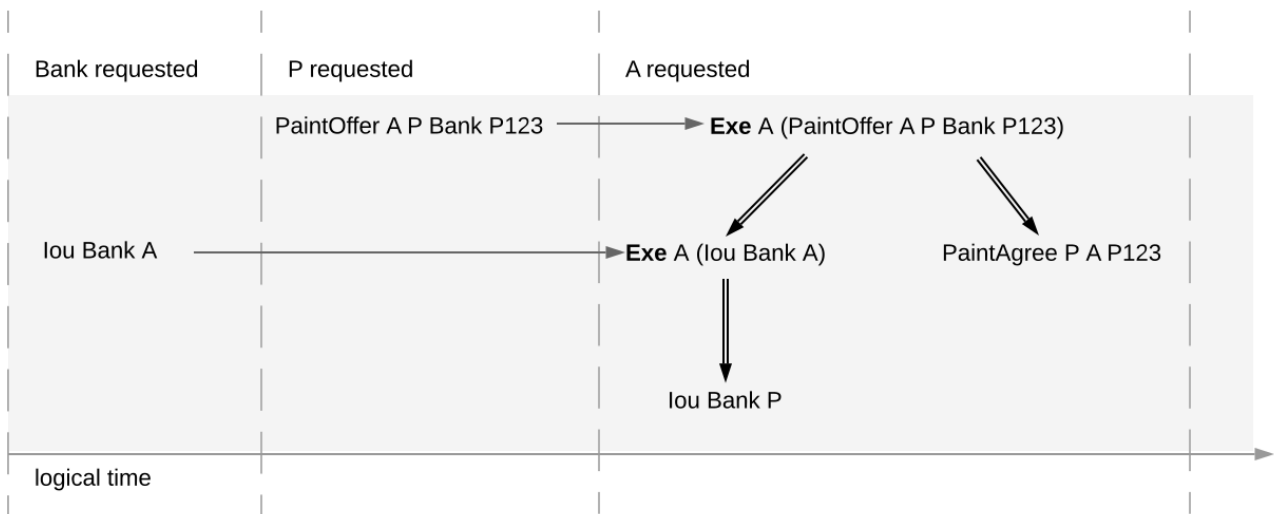 Bank requested
P requested
A requested
PaintOffer A P Bank P123
Exe A (PaintOffer A P Bank P123)
Iou Bank A
Exe A (Iou Bank A)
PaintAgree P A P123
Iou Bank P
logical time